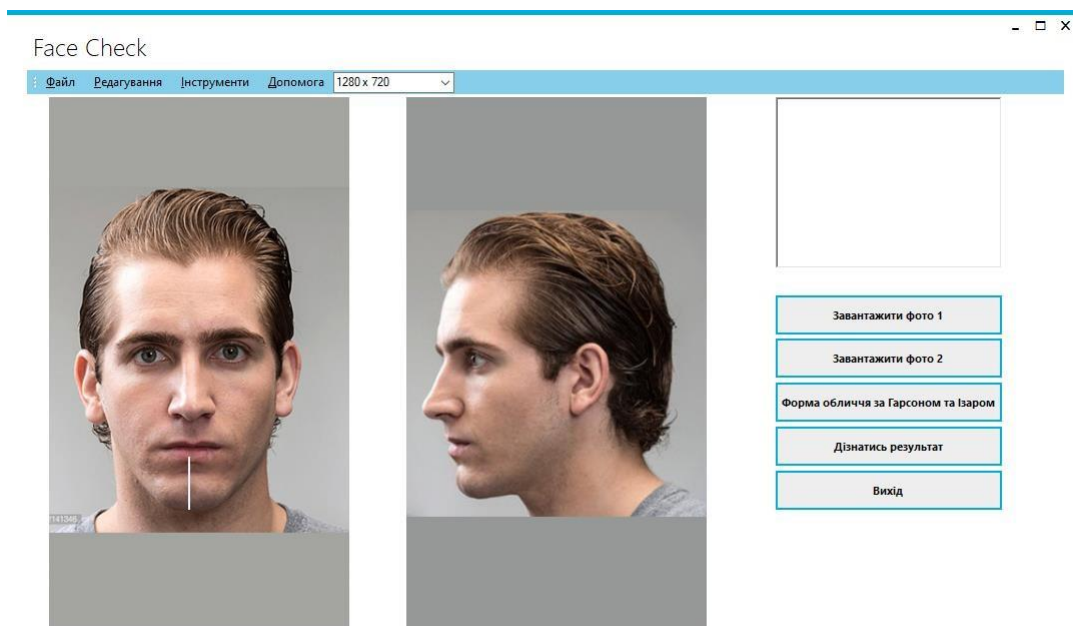 Face Check
Файл Редагування Інструменти Допомога 1280 x 720
Завантажити фото 1
Завантажити фото 2
Форма обличчя за Гарсоном та Ізаром
Дізнатись результат
Вихід